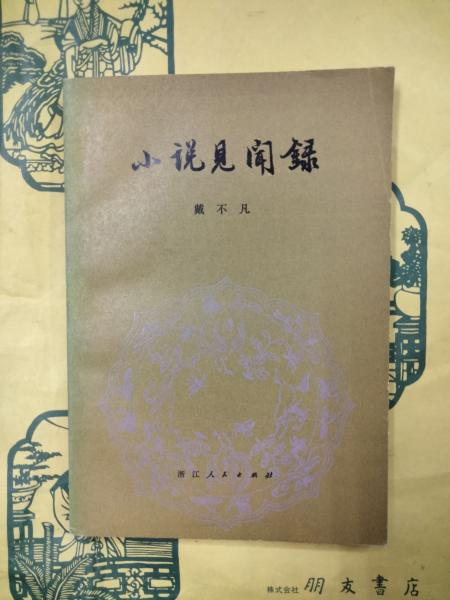 小说见闻録
戴不凡
浙江人民出版社
株式会社 朋友書店